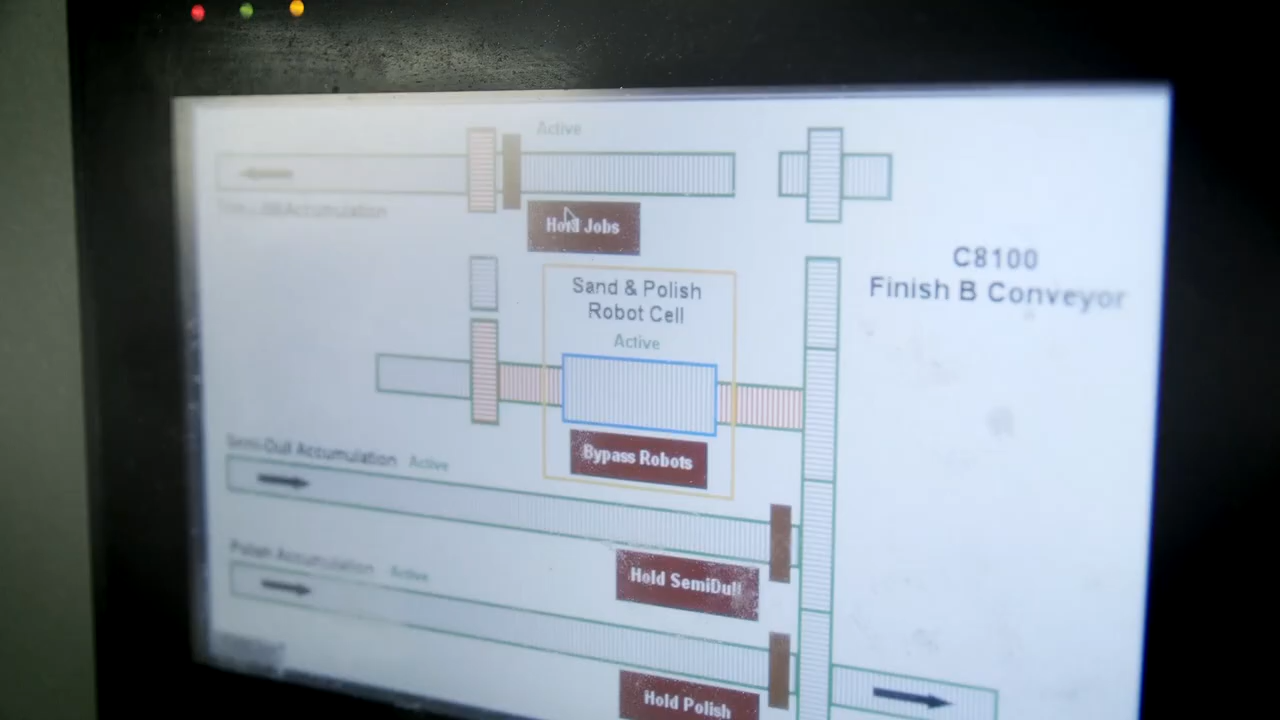 Active
Accumulation
Hold Jobs
C8100
Finish B Conveyor
Sand & Polish
Robot Cell
Active
Bypass Robots
Semi-Dull Accumulation Active
Hold SemiDull
Polish Accumulation Active
Hold Polish